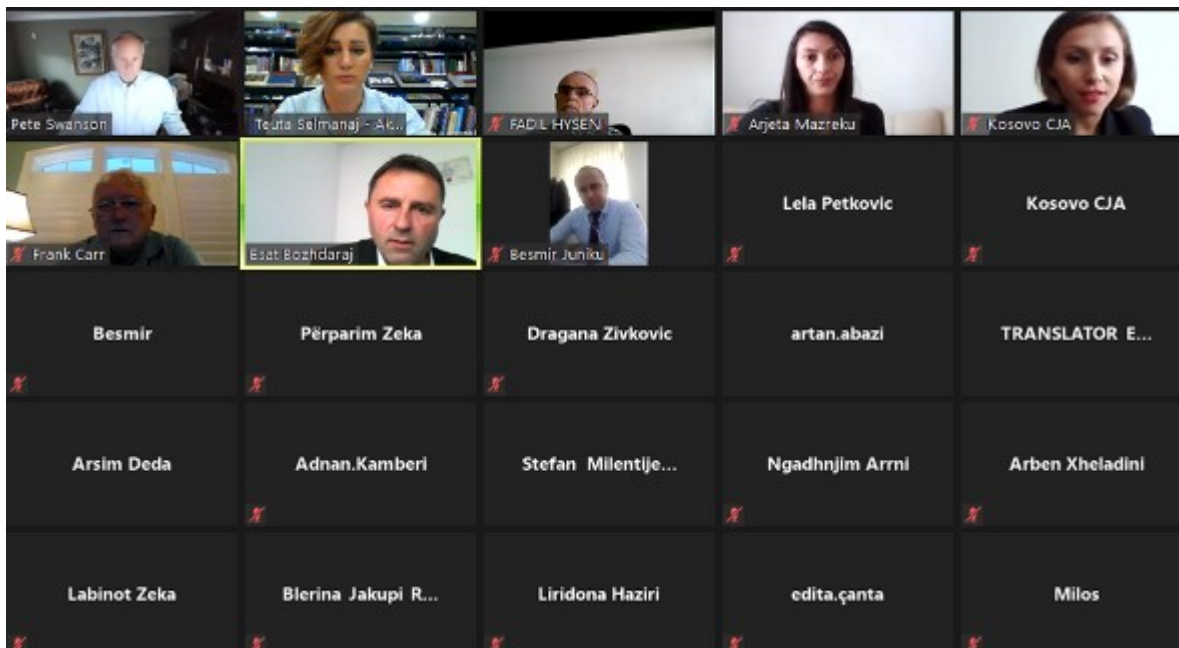 Pete Swanson
Teuta Selmanaj - Ak...
FADIL HYSEN
Arjeta Mazreku
Kosovo CJA
Frank Carr
Esat Bozhdaraj
Besmir Juniku
Lela Petkovic
Kosovo CJA
Besmir
Përparim Zeka
Dragana Zivkovic
artan.abazi
TRANSLATOR E...
Arsim Deda
Adnan.Kamberi
Stefan Milentije...
Ngadhnjim Arrni
Arben Xheladini
Labinot Zeka
Blerina Jakupi R...
Liridona Haziri
edita.çanta
Milos